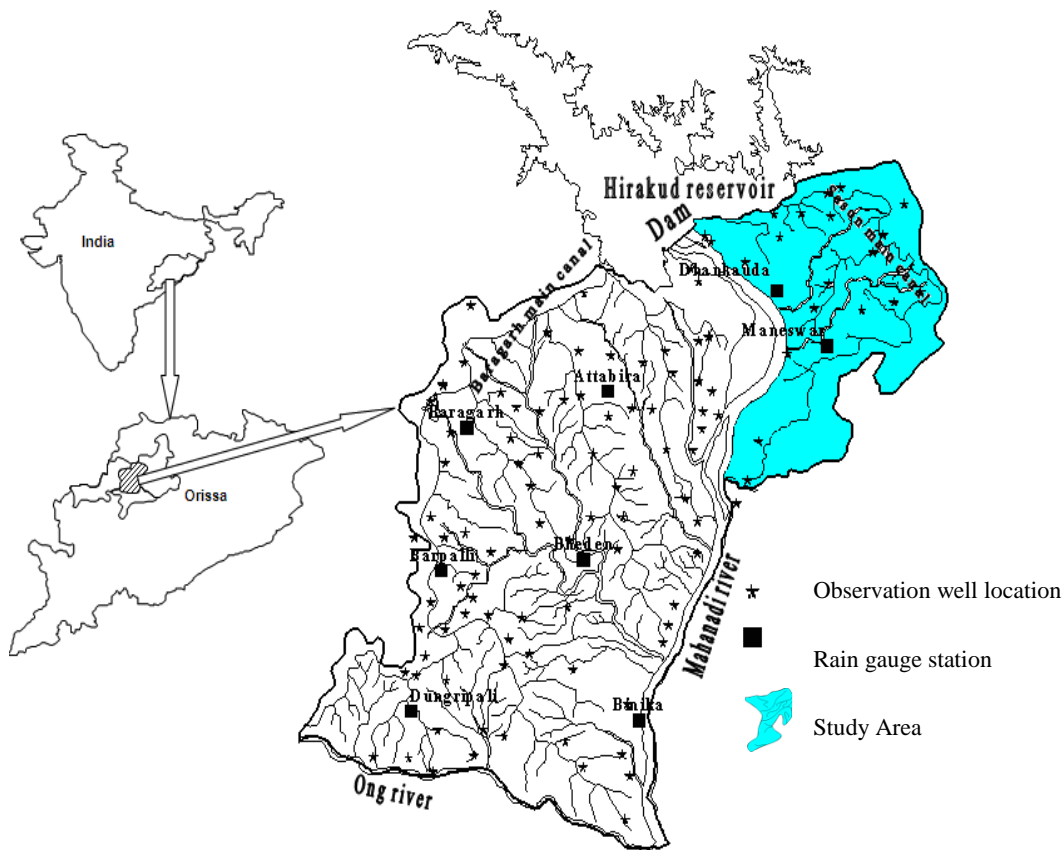 India
Orissa
Hirakud reservoir
Dam
Sason main canal
Dhankauda
Maneswar
Baragarh main canal
Attabira
Baragarh
Bheden
Barpalli
Mahanadi river
Dungripali
Binika
Ong river
Observation well location
Rain gauge station
Study Area